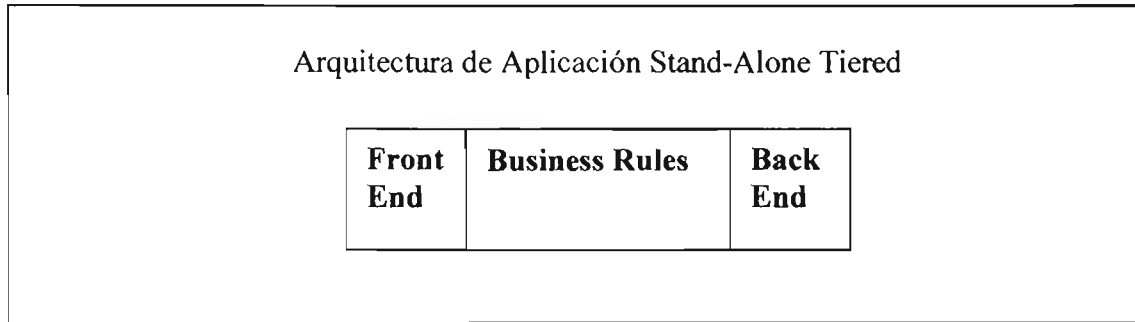 Arquitectura de Aplicación Stand-Alone Tiered
Front End
Business Rules
Back End